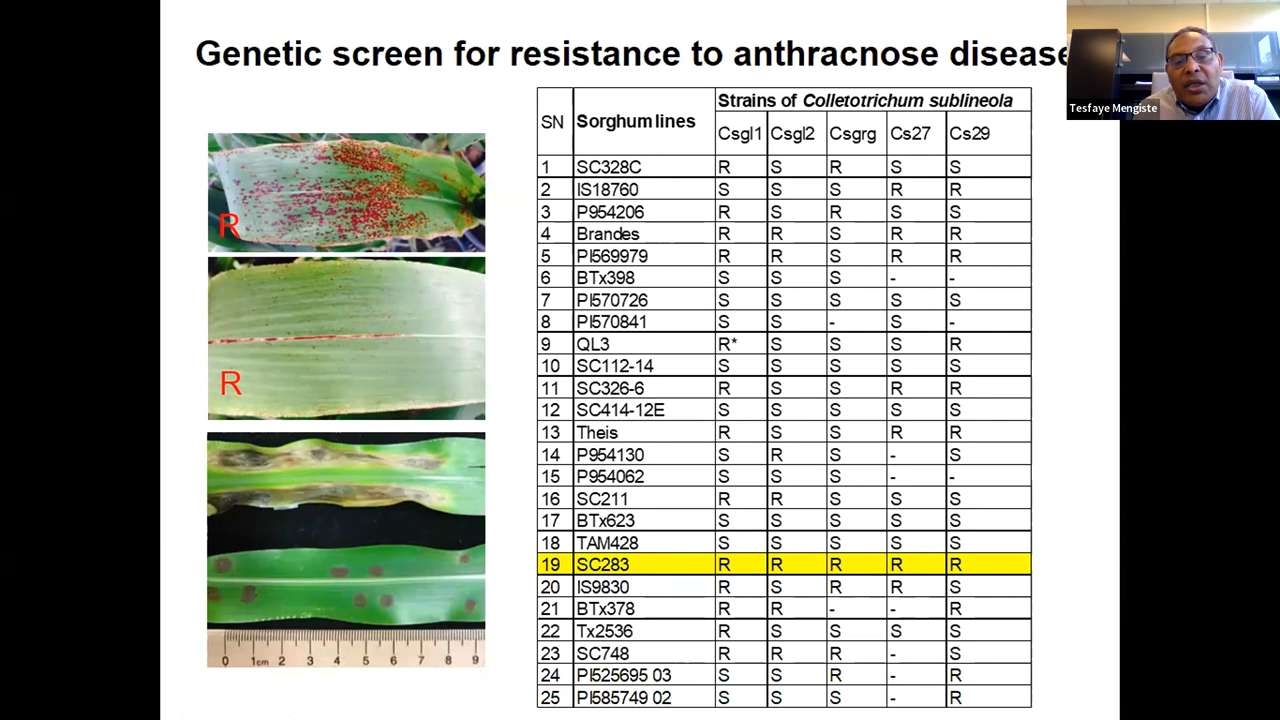 Genetic screen for resistance to anthracnose disease
Tesfaye Mengiste
R
R
0 1cm 2 3 4 5 6 7 8 9
SN Sorghum lines Strains of Colletotrichum sublineola
Csgl1 Csgl2 Csgrg Cs27 Cs29
1 SC328C R S R S S
2 IS18760 S S S R R
3 P954206 R S R S S
4 Brandes R R S R R
5 PI569979 R R S R R
6 BTx398 S S S - -
7 PI570726 S S S S S
8 PI570841 S S - S -
9 QL3 R* S S S R
10 SC112-14 S S S S S
11 SC326-6 R S S R R
12 SC414-12E S S S S S
13 Theis R S S R R
14 P954130 S R S - S
15 P954062 S S S - -
16 SC211 R R S S S
17 BTx623 S S S S S
18 TAM428 S S S S S
19 SC283 R R R R R
20 IS9830 R S R R S
21 BTx378 R R - - R
22 Tx2536 R S S S S
23 SC748 R R R - S
24 PI525695 03 S S R - R
25 PI585749 02 S S S - R